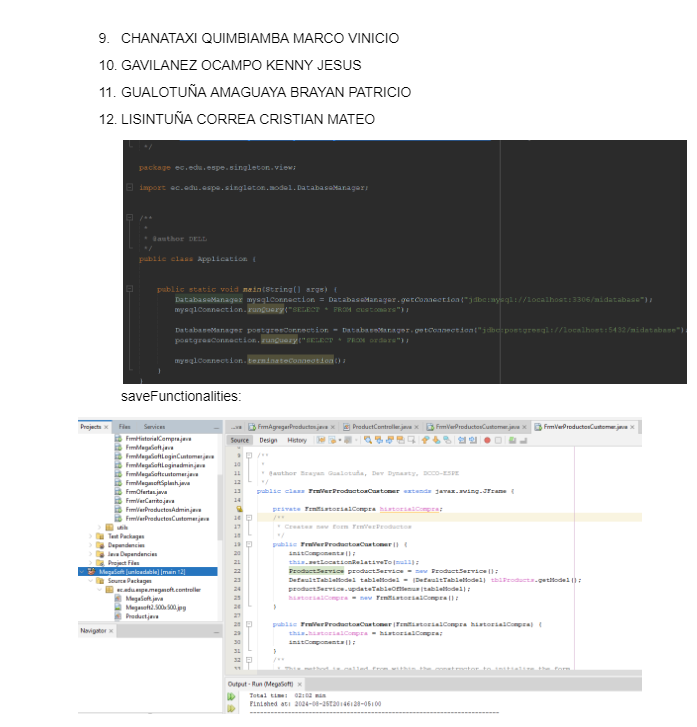 9. CHANATAXI QUIMBIAMBA MARCO VINICIO
10. GAVILANEZ OCAMPO KENNY JESUS
11. GUALOTUÑA AMAGUAYA BRAYAN PATRICIO
12. LISINTUÑA CORREA CRISTIAN MATEO
*/
package ec.edu.espe.singleton.view;
import ec.edu.espe.singleton.model.DatabaseManager;
/**
*
* @author DELL
*/
public class Application {
public static void main(String[] args) {
DatabaseManager mysqlConnection = DatabaseManager.getConnection("jdbc:mysql://localhost:3306/midatabase");
mysqlConnection.runQuery("SELECT * FROM customers");
DatabaseManager postgresConnection = DatabaseManager.getConnection("jdbc:postgresql://localhost:5432/midatabase");
postgresConnection.runQuery("SELECT * FROM orders");
mysqlConnection.terminateConnection();
}
}
saveFunctionalities:
Projects × Files Services
FrmHistorialCompra.java
FrmMegaSoft.java
FrmMegaSoftLoginCustomer.java
FrmMegaSoftLoginadmin.java
FrmMegaSoftcustomer.java
FrmMegasoftSplash.java
FrmOfertas.java
FrmVerCarrito.java
FrmVerProductosAdmin.java
FrmVerProductosCustomer.java
utils
Test Packages
Dependencies
Java Dependencies
Project Files
MegaSoft [unloadable] [main ↑2]
Source Packages
ec.edu.espe.megasoft.controller
MegaSoft.java
Megasoft2.500x500.jpg
Product.java
Navigator ×
...va FrmAgregarProductos.java × ProductController.java × FrmVerProductosCustomer.java × FrmVerProductosCustomer.java ×
Source Design History
9 /**
10 *
11 * @author Brayan Gualotuña, Dev Dynasty, DCCO-ESPE
12 */
13 public class FrmVerProductosCustomer extends javax.swing.JFrame {
private FrmHistorialCompra historialCompra;
16 /**
17 * Creates new form FrmVerProductos
18 */
19 public FrmVerProductosCustomer() {
20 initComponents();
21 this.setLocationRelativeTo(null);
22 ProductService productService = new ProductService();
23 DefaultTableModel tableModel = (DefaultTableModel) tblProducts.getModel();
24 productService.updateTableOfMenus(tableModel);
25 historialCompra = new FrmHistorialCompra();
26 }
27
28 public FrmVerProductosCustomer(FrmHistorialCompra historialCompra) {
29 this.historialCompra = historialCompra;
30 initComponents();
31 }
32 /**
33 * This method is called from within the constructor to initialize the form
Output - Run (MegaSoft) ×
Total time: 02:02 min
Finished at: 2024-08-25T20:46:28-05:00